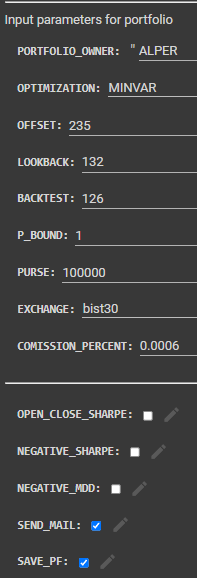 Input parameters for portfolio
PORTFOLIO_OWNER: " ALPER
OPTIMIZATION: MINVAR
OFFSET: 235
LOOKBACK: 132
BACKTEST: 126
P_BOUND: 1
PURSE: 100000
EXCHANGE: bist30
COMISSION_PERCENT: 0.0006
OPEN_CLOSE_SHARPE:
NEGATIVE_SHARPE:
NEGATIVE_MDD:
SEND_MAIL:
SAVE_PF: